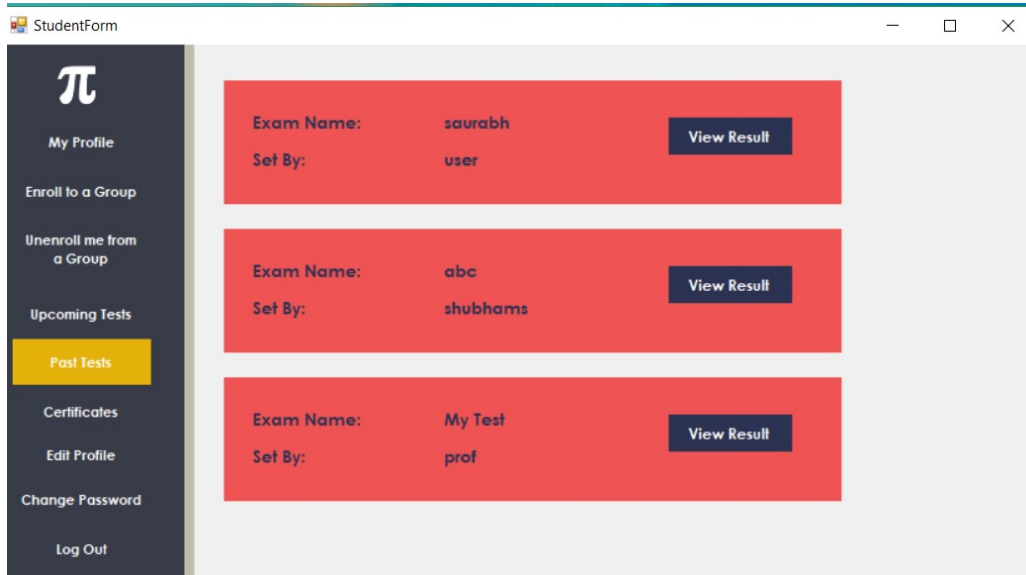 StudentForm
π
My Profile
Enroll to a Group
Unenroll me from
a Group
Upcoming Tests
Past Tests
Certificates
Edit Profile
Change Password
Log Out
Exam Name: saurabh
Set By: user
View Result
Exam Name: abc
Set By: shubhams
View Result
Exam Name: My Test
Set By: prof
View Result